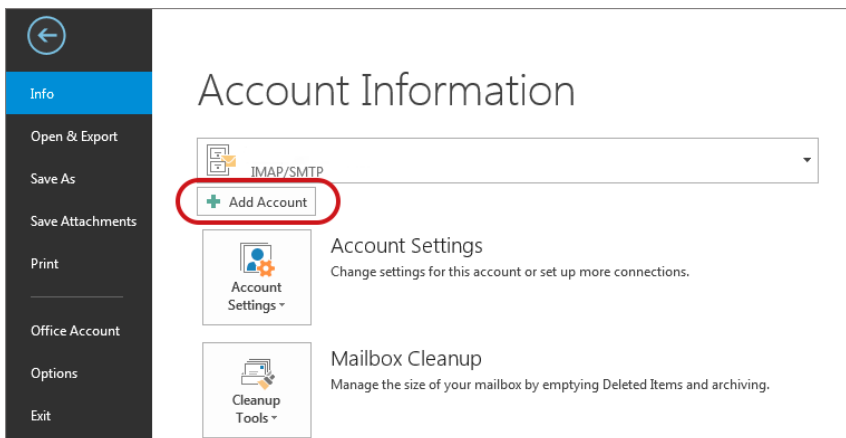 Info
Open & Export
Save As
Save Attachments
Print
Office Account
Options
Exit
Account Information
IMAP/SMTP
Add Account
Account
Settings
Account Settings
Change settings for this account or set up more connections.
Cleanup
Tools
Mailbox Cleanup
Manage the size of your mailbox by emptying Deleted Items and archiving.